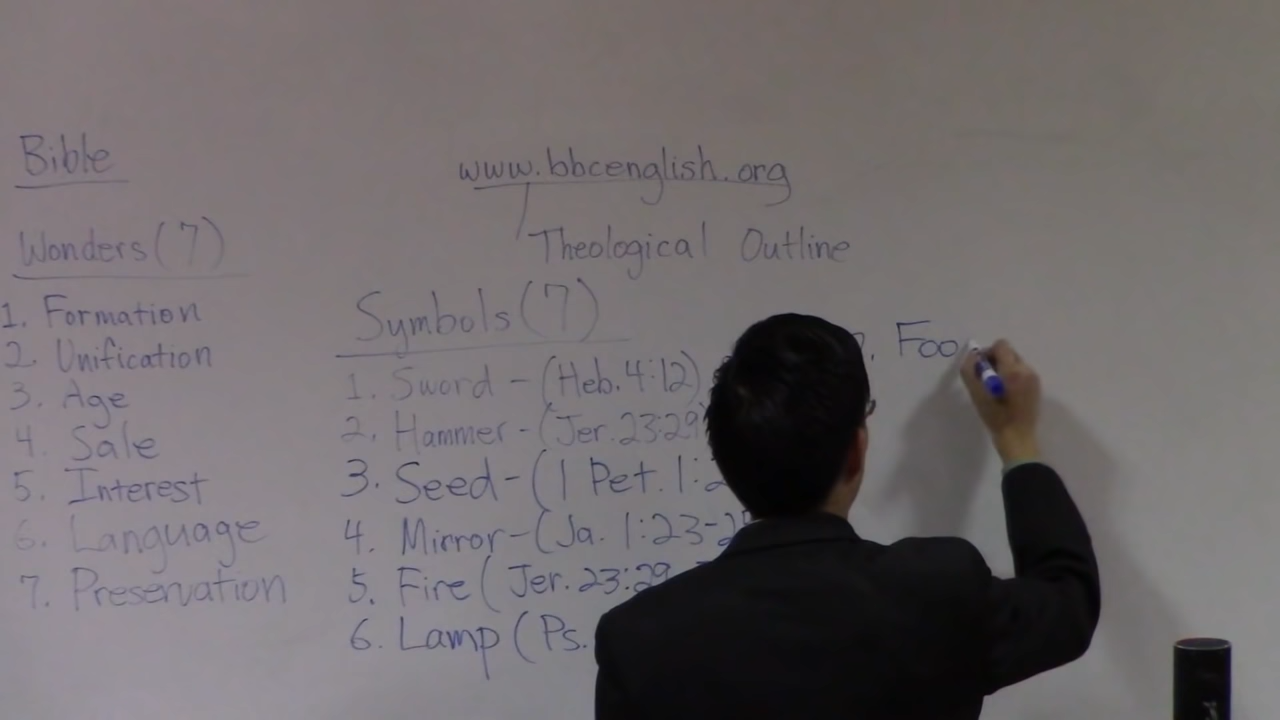 Bible
www.bbcenglish.org
Wonders (7)
Theological Outline
1. Formation
2. Unification
3. Age
4. Sale
5. Interest
6. Language
7. Preservation
Symbols (7)
1. Sword - (Heb. 4:12)
2. Hammer - (Jer. 23:29
3. Seed - (1 Pet. 1:2
4. Mirror - (Ja. 1:23-2
5. Fire (Jer. 23:29
6. Lamp (Ps.
Foo